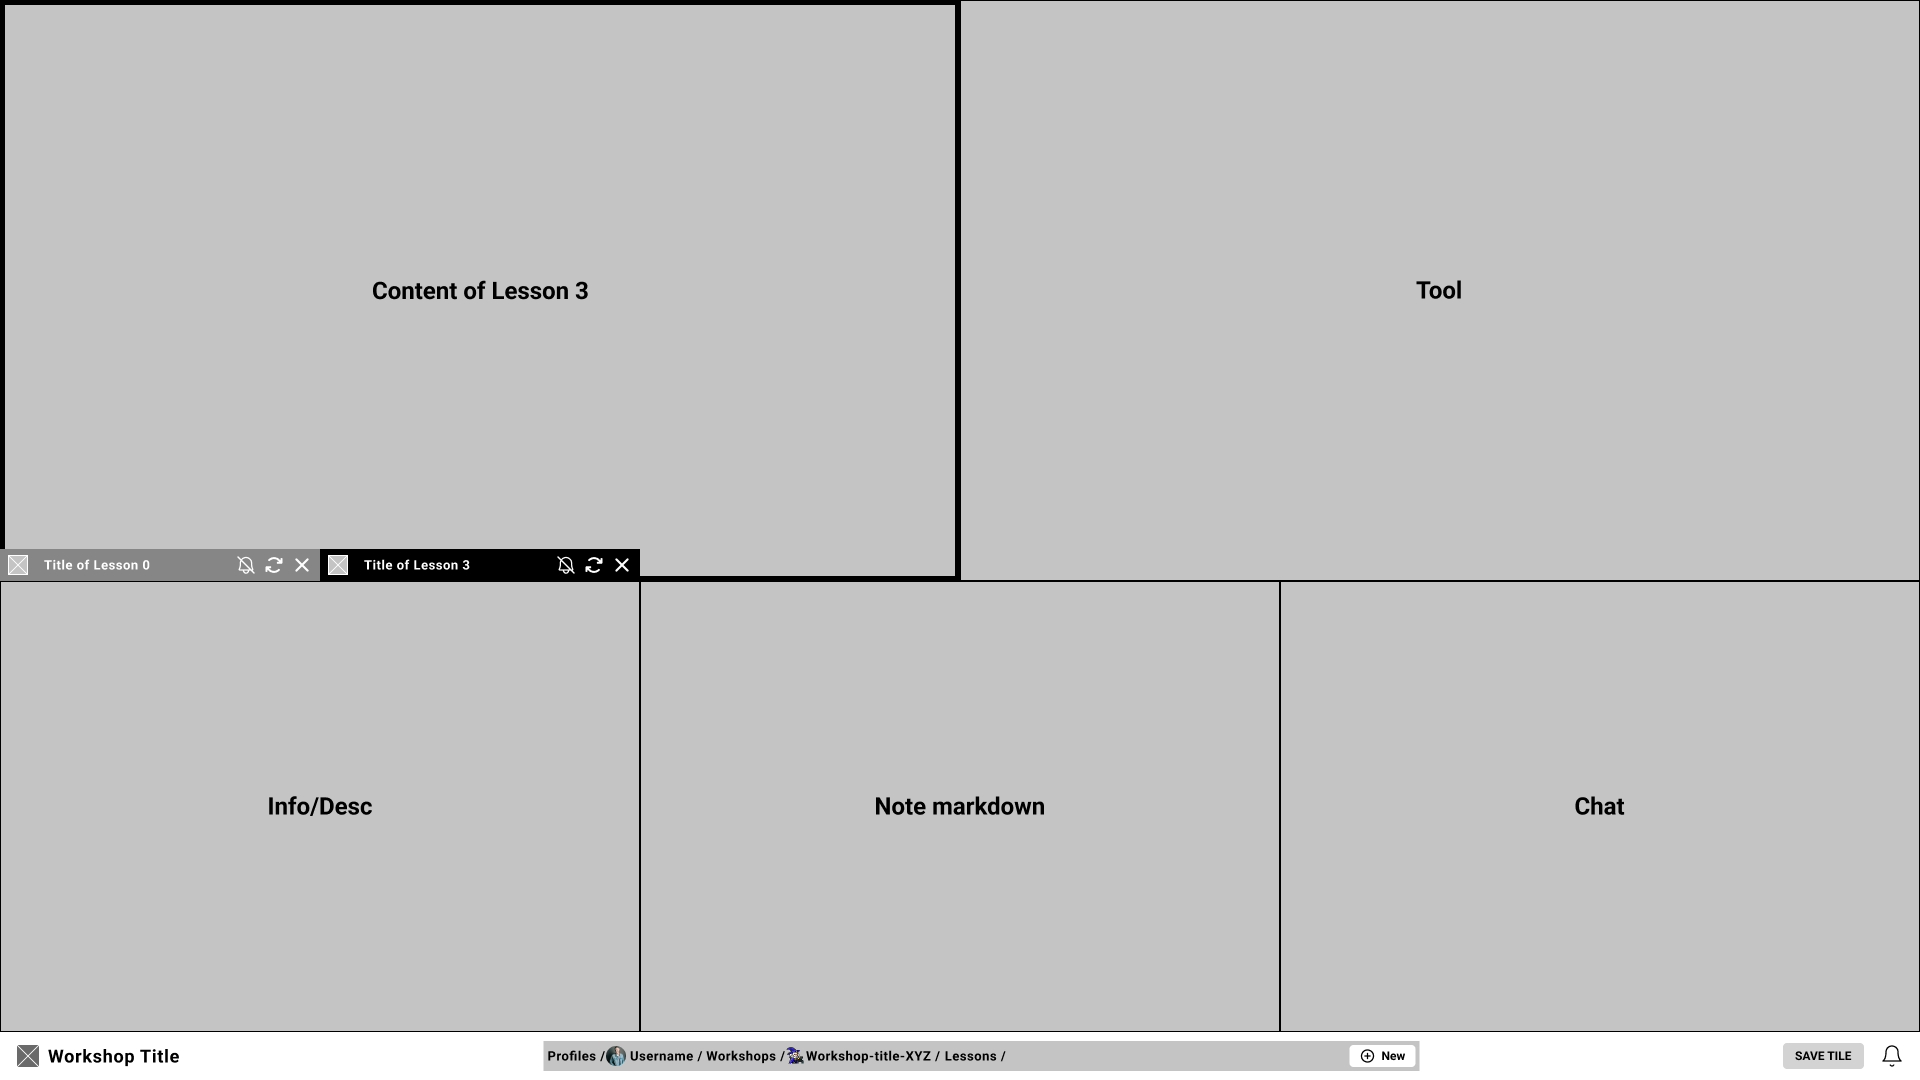 Content of Lesson 3
Tool
Title of Lesson 0
Title of Lesson 3
Info/Desc
Note markdown
Chat
Workshop Title
Profiles / Username / Workshops / Workshop-title-XYZ / Lessons /
New
SAVE TILE